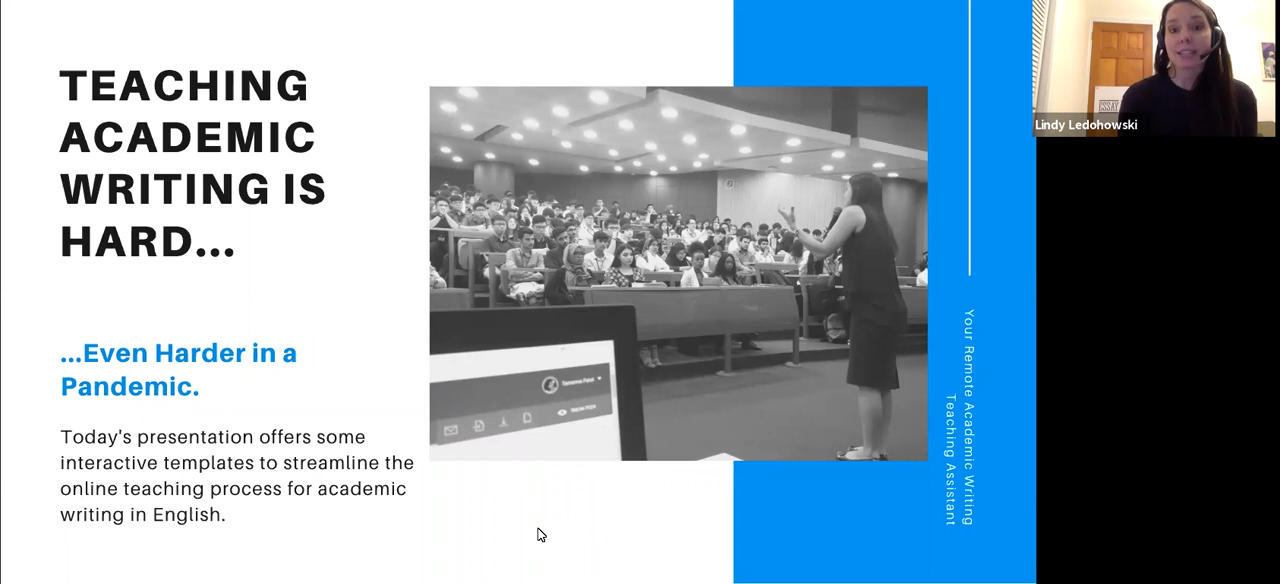 TEACHING
ACADEMIC
WRITING IS
HARD...
...Even Harder in a
Pandemic.
Today's presentation offers some
interactive templates to streamline the
online teaching process for academic
writing in English.
Your Remote Academic Writing
Teaching Assistant
Lindy Ledohowski
ESSAY